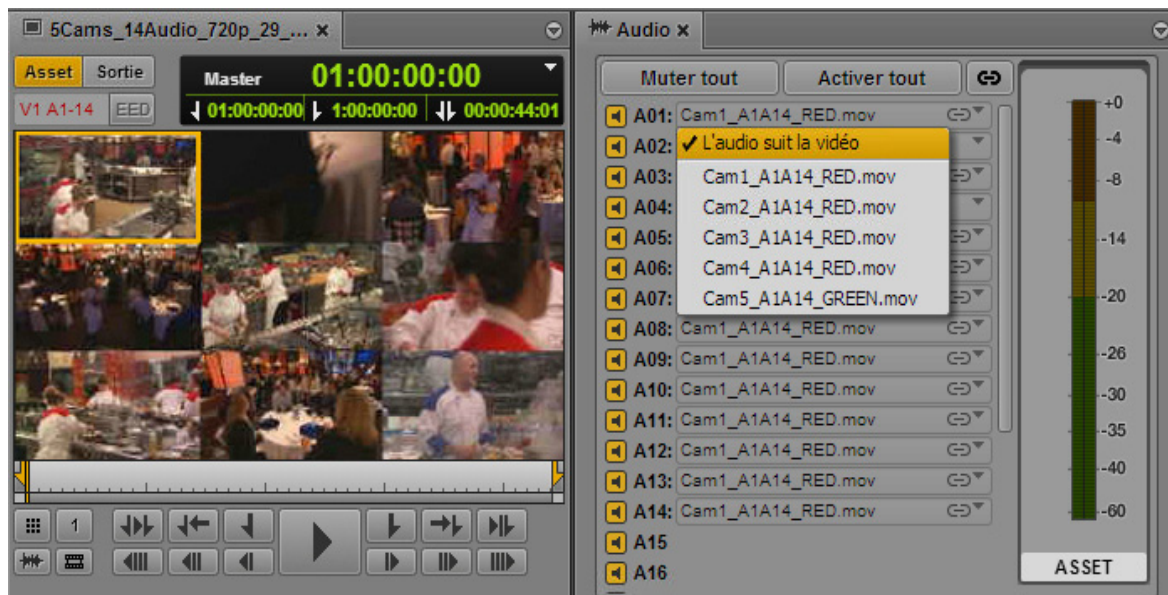 5Cams_14Audio_720p_29_... x
Asset Sortie
Master 01:00:00:00
V1 A1-14 EED
01:00:00:00 1:00:00:00 00:00:44:01
1
Audio x
Muter tout Activer tout
A01: Cam1_A1A14_RED.mov
A02:
A03:
A04:
A05:
A06:
A07:
L'audio suit la vidéo
Cam1_A1A14_RED.mov
Cam2_A1A14_RED.mov
Cam3_A1A14_RED.mov
Cam4_A1A14_RED.mov
Cam5_A1A14_GREEN.mov
A08: Cam1_A1A14_RED.mov
A09: Cam1_A1A14_RED.mov
A10: Cam1_A1A14_RED.mov
A11: Cam1_A1A14_RED.mov
A12: Cam1_A1A14_RED.mov
A13: Cam1_A1A14_RED.mov
A14: Cam1_A1A14_RED.mov
A15
A16
+0
-4
-8
-14
-20
-26
-30
-35
-40
-60
ASSET